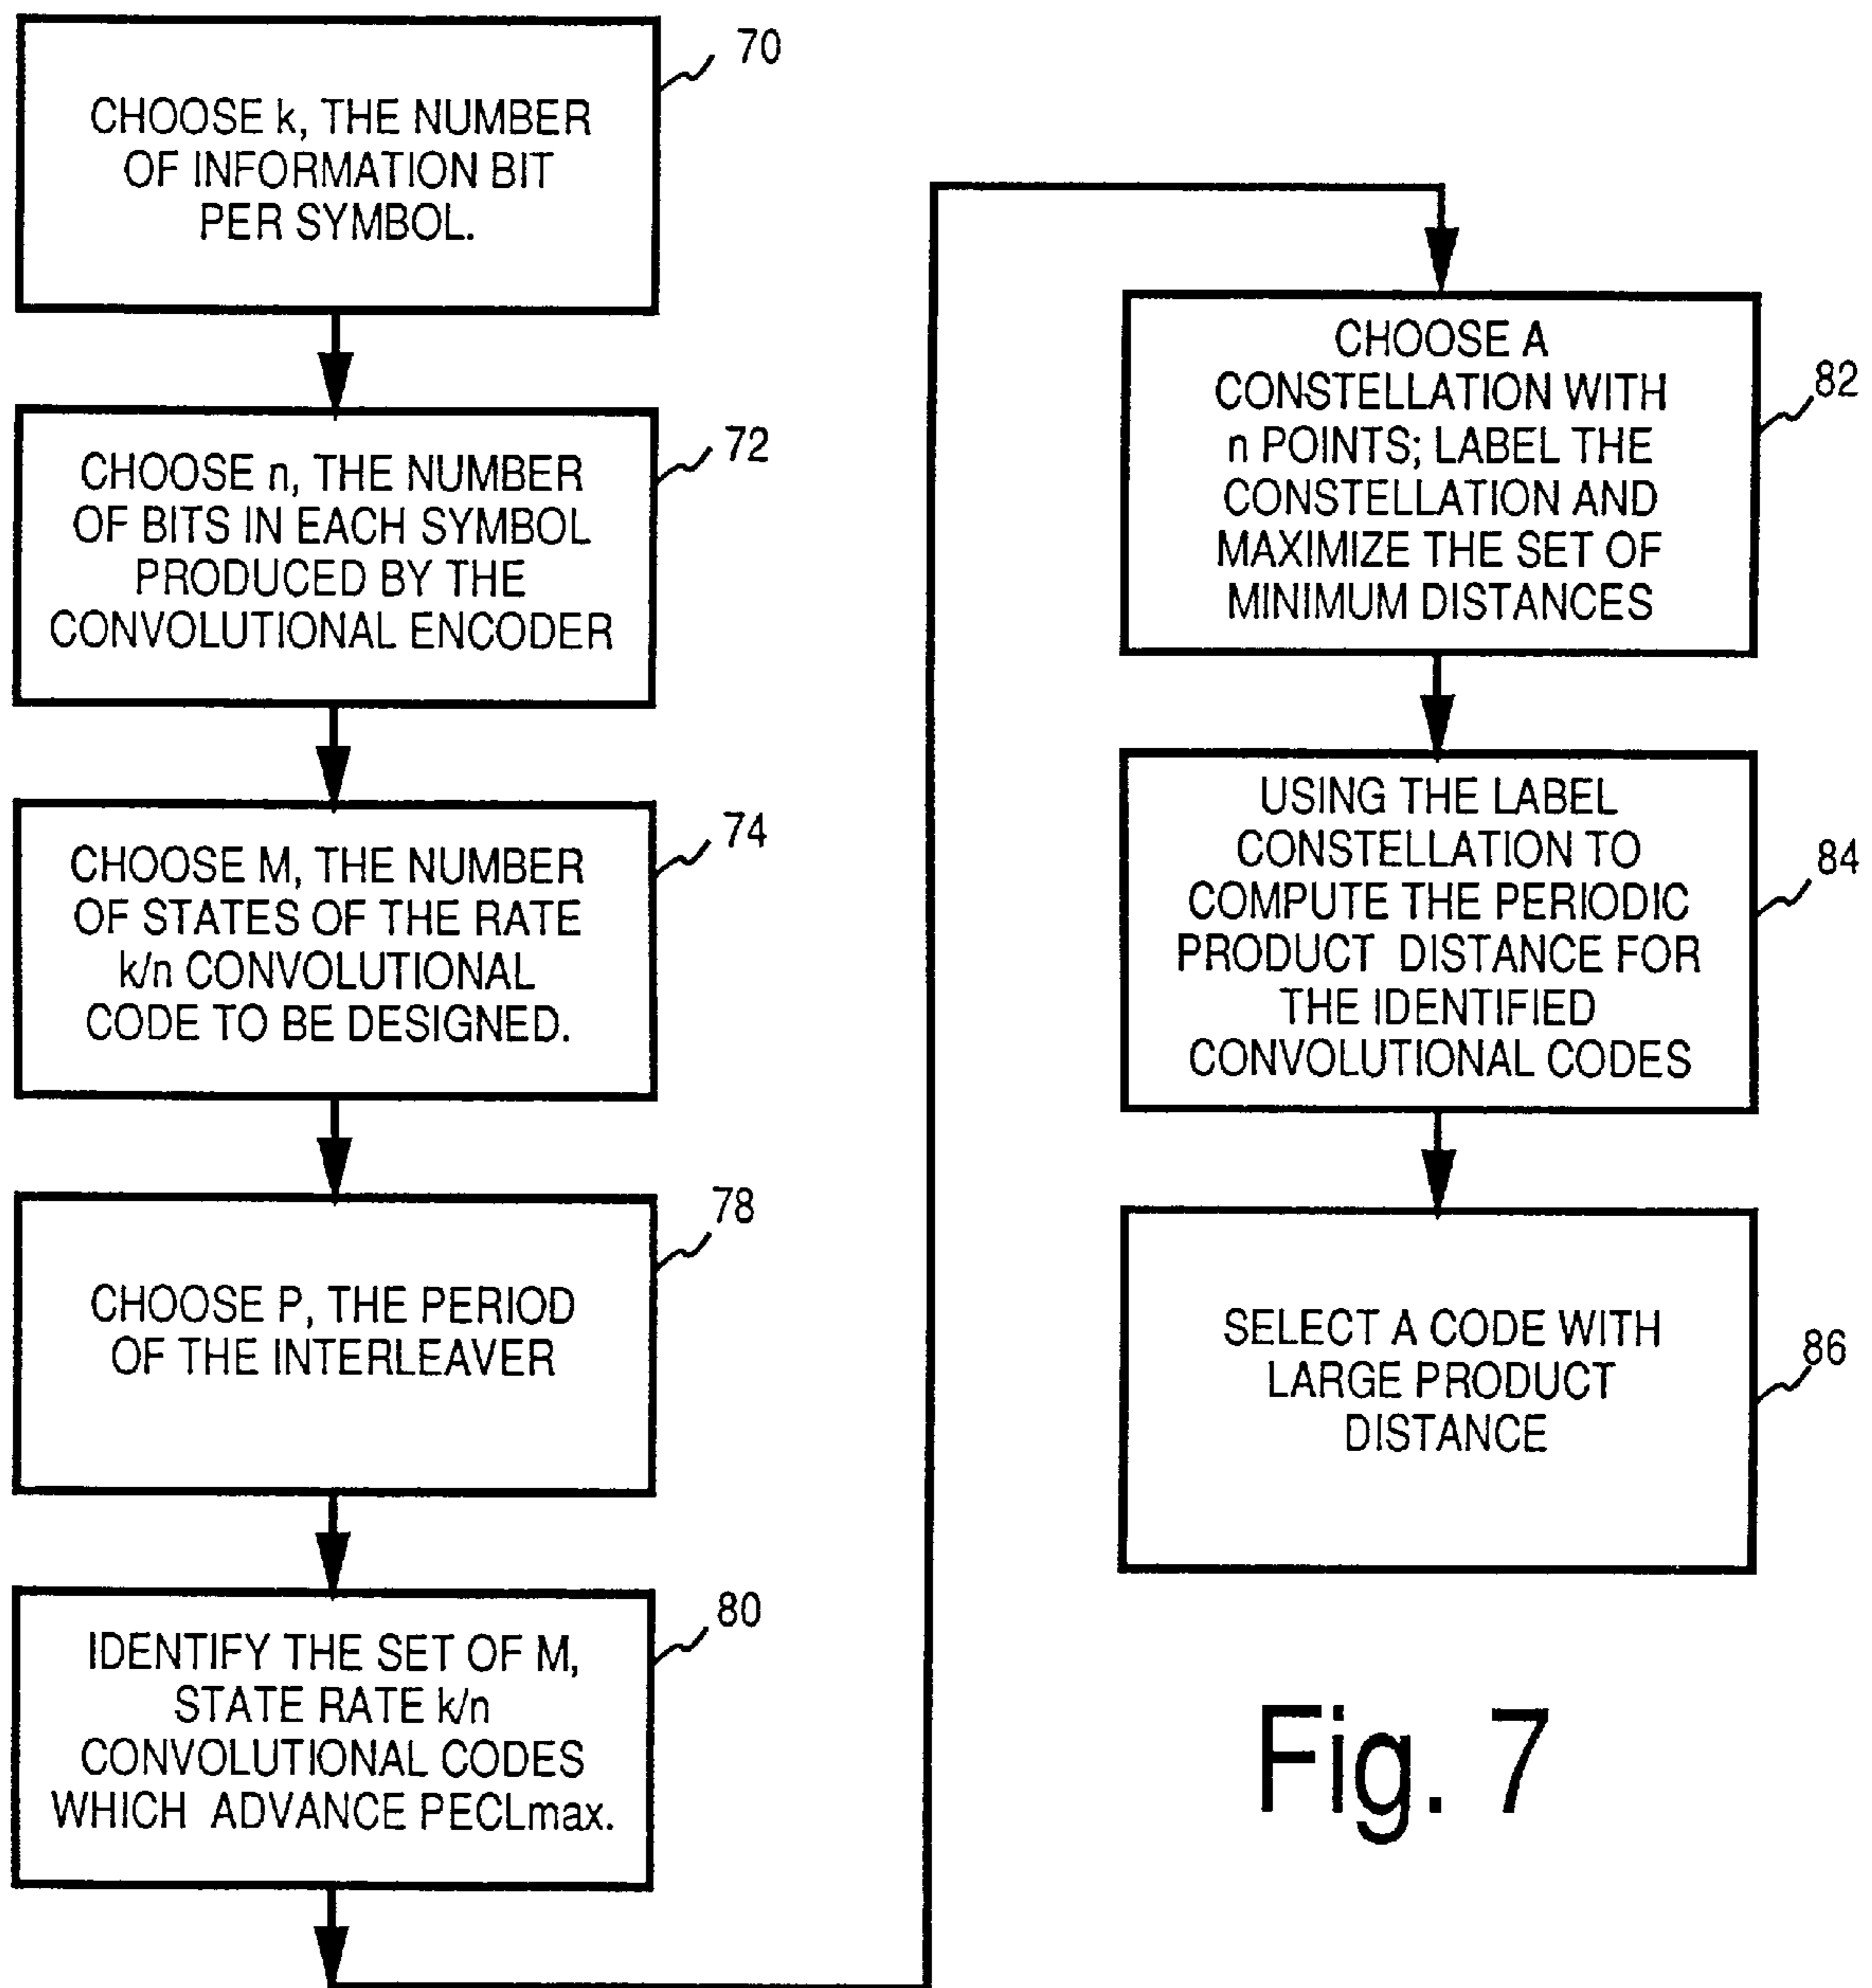 70
CHOOSE k, THE NUMBER
OF INFORMATION BIT
PER SYMBOL.
72
CHOOSE n, THE NUMBER
OF BITS IN EACH SYMBOL
PRODUCED BY THE
CONVOLUTIONAL ENCODER
74
CHOOSE M, THE NUMBER
OF STATES OF THE RATE
k/n CONVOLUTIONAL
CODE TO BE DESIGNED.
78
CHOOSE P, THE PERIOD
OF THE INTERLEAVER
80
IDENTIFY THE SET OF M,
STATE RATE k/n
CONVOLUTIONAL CODES
WHICH ADVANCE PECLmax.
82
CHOOSE A
CONSTELLATION WITH
n POINTS; LABEL THE
CONSTELLATION AND
MAXIMIZE THE SET OF
MINIMUM DISTANCES
84
USING THE LABEL
CONSTELLATION TO
COMPUTE THE PERIODIC
PRODUCT DISTANCE FOR
THE IDENTIFIED
CONVOLUTIONAL CODES
86
SELECT A CODE WITH
LARGE PRODUCT
DISTANCE
Fig. 7